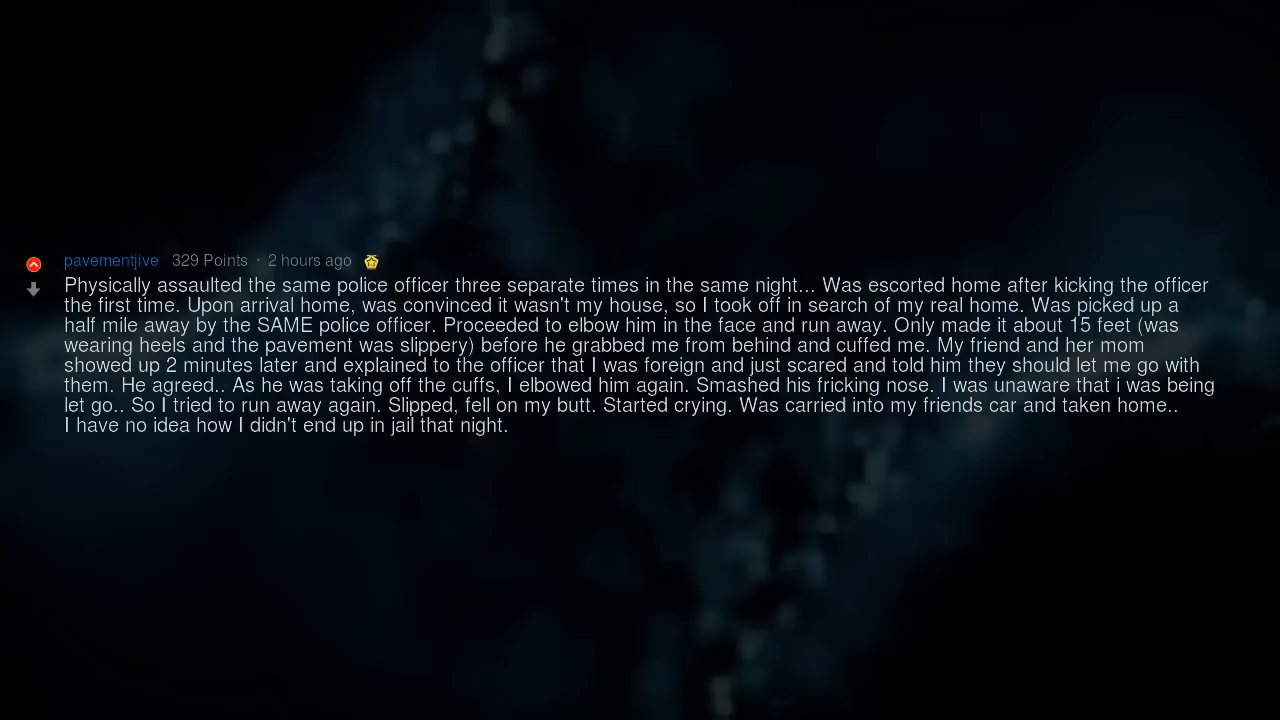 pavementjive 329 Points · 2 hours ago
Physically assaulted the same police officer three separate times in the same night... Was escorted home after kicking the officer
the first time. Upon arrival home, was convinced it wasn't my house, so I took off in search of my real home. Was picked up a
half mile away by the SAME police officer. Proceeded to elbow him in the face and run away. Only made it about 15 feet (was
wearing heels and the pavement was slippery) before he grabbed me from behind and cuffed me. My friend and her mom
showed up 2 minutes later and explained to the officer that I was foreign and just scared and told him they should let me go with
them. He agreed.. As he was taking off the cuffs, I elbowed him again. Smashed his fricking nose. I was unaware that i was being
let go.. So I tried to run away again. Slipped, fell on my butt. Started crying. Was carried into my friends car and taken home..
I have no idea how I didn't end up in jail that night.